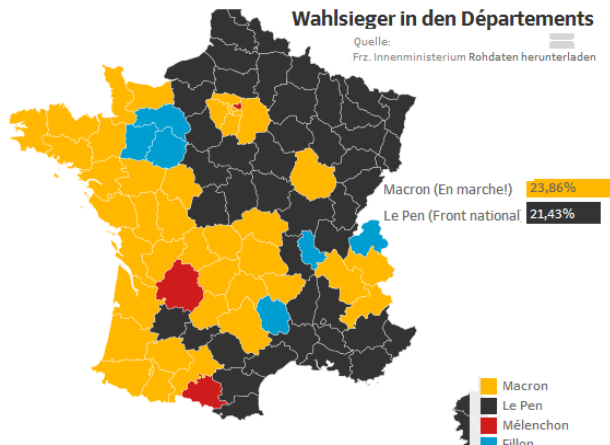 Wahlsieger in den Départements
Quelle:
Frz. Innenministerium Rohdaten herunterladen
Macron (En marche!) 23,86%
Le Pen (Front national 21,43%
Macron
Le Pen
Mélenchon
Fillon